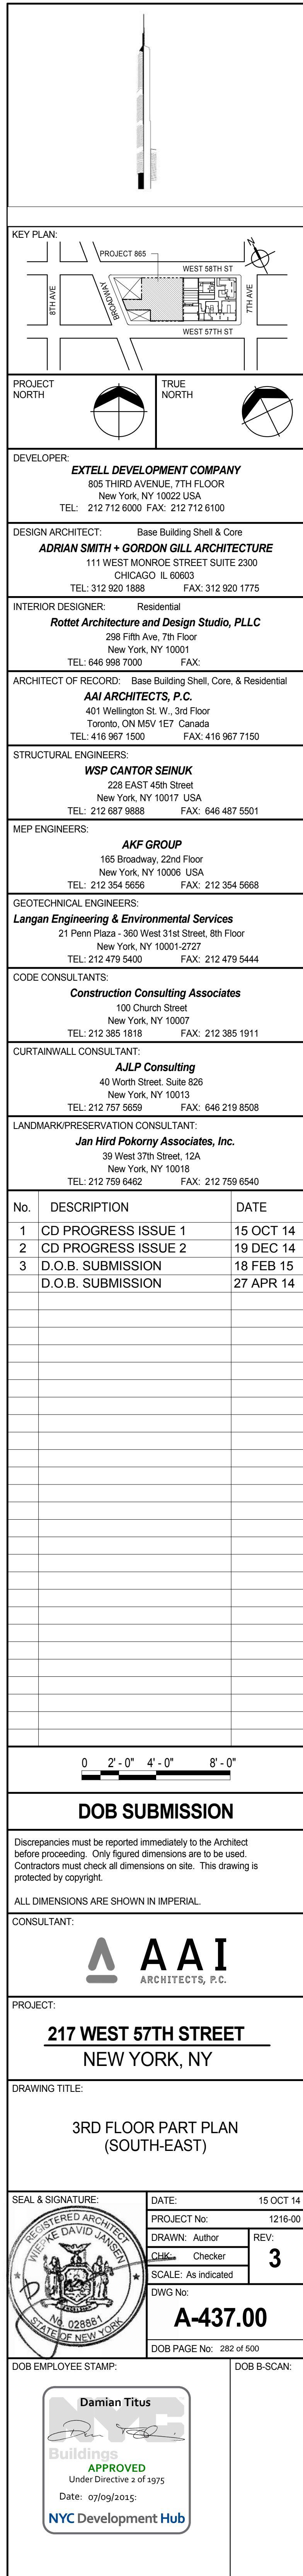 KEY PLAN:
N
PROJECT 865
WEST 58TH ST
8TH AVE
BROADWAY
7TH AVE
WEST 57TH ST
PROJECT
NORTH
TRUE
NORTH
DEVELOPER:
EXTELL DEVELOPMENT COMPANY
805 THIRD AVENUE, 7TH FLOOR
New York, NY 10022 USA
TEL: 212 712 6000 FAX: 212 712 6100
DESIGN ARCHITECT: Base Building Shell & Core
ADRIAN SMITH + GORDON GILL ARCHITECTURE
111 WEST MONROE STREET SUITE 2300
CHICAGO IL 60603
TEL: 312 920 1888 FAX: 312 920 1775
INTERIOR DESIGNER: Residential
Rottet Architecture and Design Studio, PLLC
298 Fifth Ave, 7th Floor
New York, NY 10001
TEL: 646 998 7000 FAX:
ARCHITECT OF RECORD: Base Building Shell, Core, & Residential
AAI ARCHITECTS, P.C.
401 Wellington St. W., 3rd Floor
Toronto, ON M5V 1E7 Canada
TEL: 416 967 1500 FAX: 416 967 7150
STRUCTURAL ENGINEERS:
WSP CANTOR SEINUK
228 EAST 45th Street
New York, NY 10017 USA
TEL: 212 687 9888 FAX: 646 487 5501
MEP ENGINEERS:
AKF GROUP
165 Broadway, 22nd Floor
New York, NY 10006 USA
TEL: 212 354 5656 FAX: 212 354 5668
GEOTECHNICAL ENGINEERS:
Langan Engineering & Environmental Services
21 Penn Plaza - 360 West 31st Street, 8th Floor
New York, NY 10001-2727
TEL: 212 479 5400 FAX: 212 479 5444
CODE CONSULTANTS:
Construction Consulting Associates
100 Church Street
New York, NY 10007
TEL: 212 385 1818 FAX: 212 385 1911
CURTAINWALL CONSULTANT:
AJLP Consulting
40 Worth Street. Suite 826
New York, NY 10013
TEL: 212 757 5659 FAX: 646 219 8508
LANDMARK/PRESERVATION CONSULTANT:
Jan Hird Pokorny Associates, Inc.
39 West 37th Street, 12A
New York, NY 10018
TEL: 212 759 6462 FAX: 212 759 6540
No. DESCRIPTION DATE
1 CD PROGRESS ISSUE 1 15 OCT 14
2 CD PROGRESS ISSUE 2 19 DEC 14
3 D.O.B. SUBMISSION 18 FEB 15
D.O.B. SUBMISSION 27 APR 14
0 2' - 0" 4' - 0" 8' - 0"
DOB SUBMISSION
Discrepancies must be reported immediately to the Architect
before proceeding. Only figured dimensions are to be used.
Contractors must check all dimensions on site. This drawing is
protected by copyright.
ALL DIMENSIONS ARE SHOWN IN IMPERIAL.
CONSULTANT:
AAI
ARCHITECTS, P.C.
PROJECT:
217 WEST 57TH STREET
NEW YORK, NY
DRAWING TITLE:
3RD FLOOR PART PLAN
(SOUTH-EAST)
SEAL & SIGNATURE:
REGISTERED ARCHITECT
WIEPKE DAVID JANSEN
No. 028881
STATE OF NEW YORK
DATE: 15 OCT 14
PROJECT No: 1216-00
DRAWN: Author
CHK: Checker
SCALE: As indicated
REV:
3
DWG No:
A-437.00
DOB PAGE No: 282 of 500
DOB EMPLOYEE STAMP:
DOB B-SCAN:
Damian Titus
NYC
Buildings
APPROVED
Under Directive 2 of 1975
Date: 07/09/2015:
NYC Development Hub